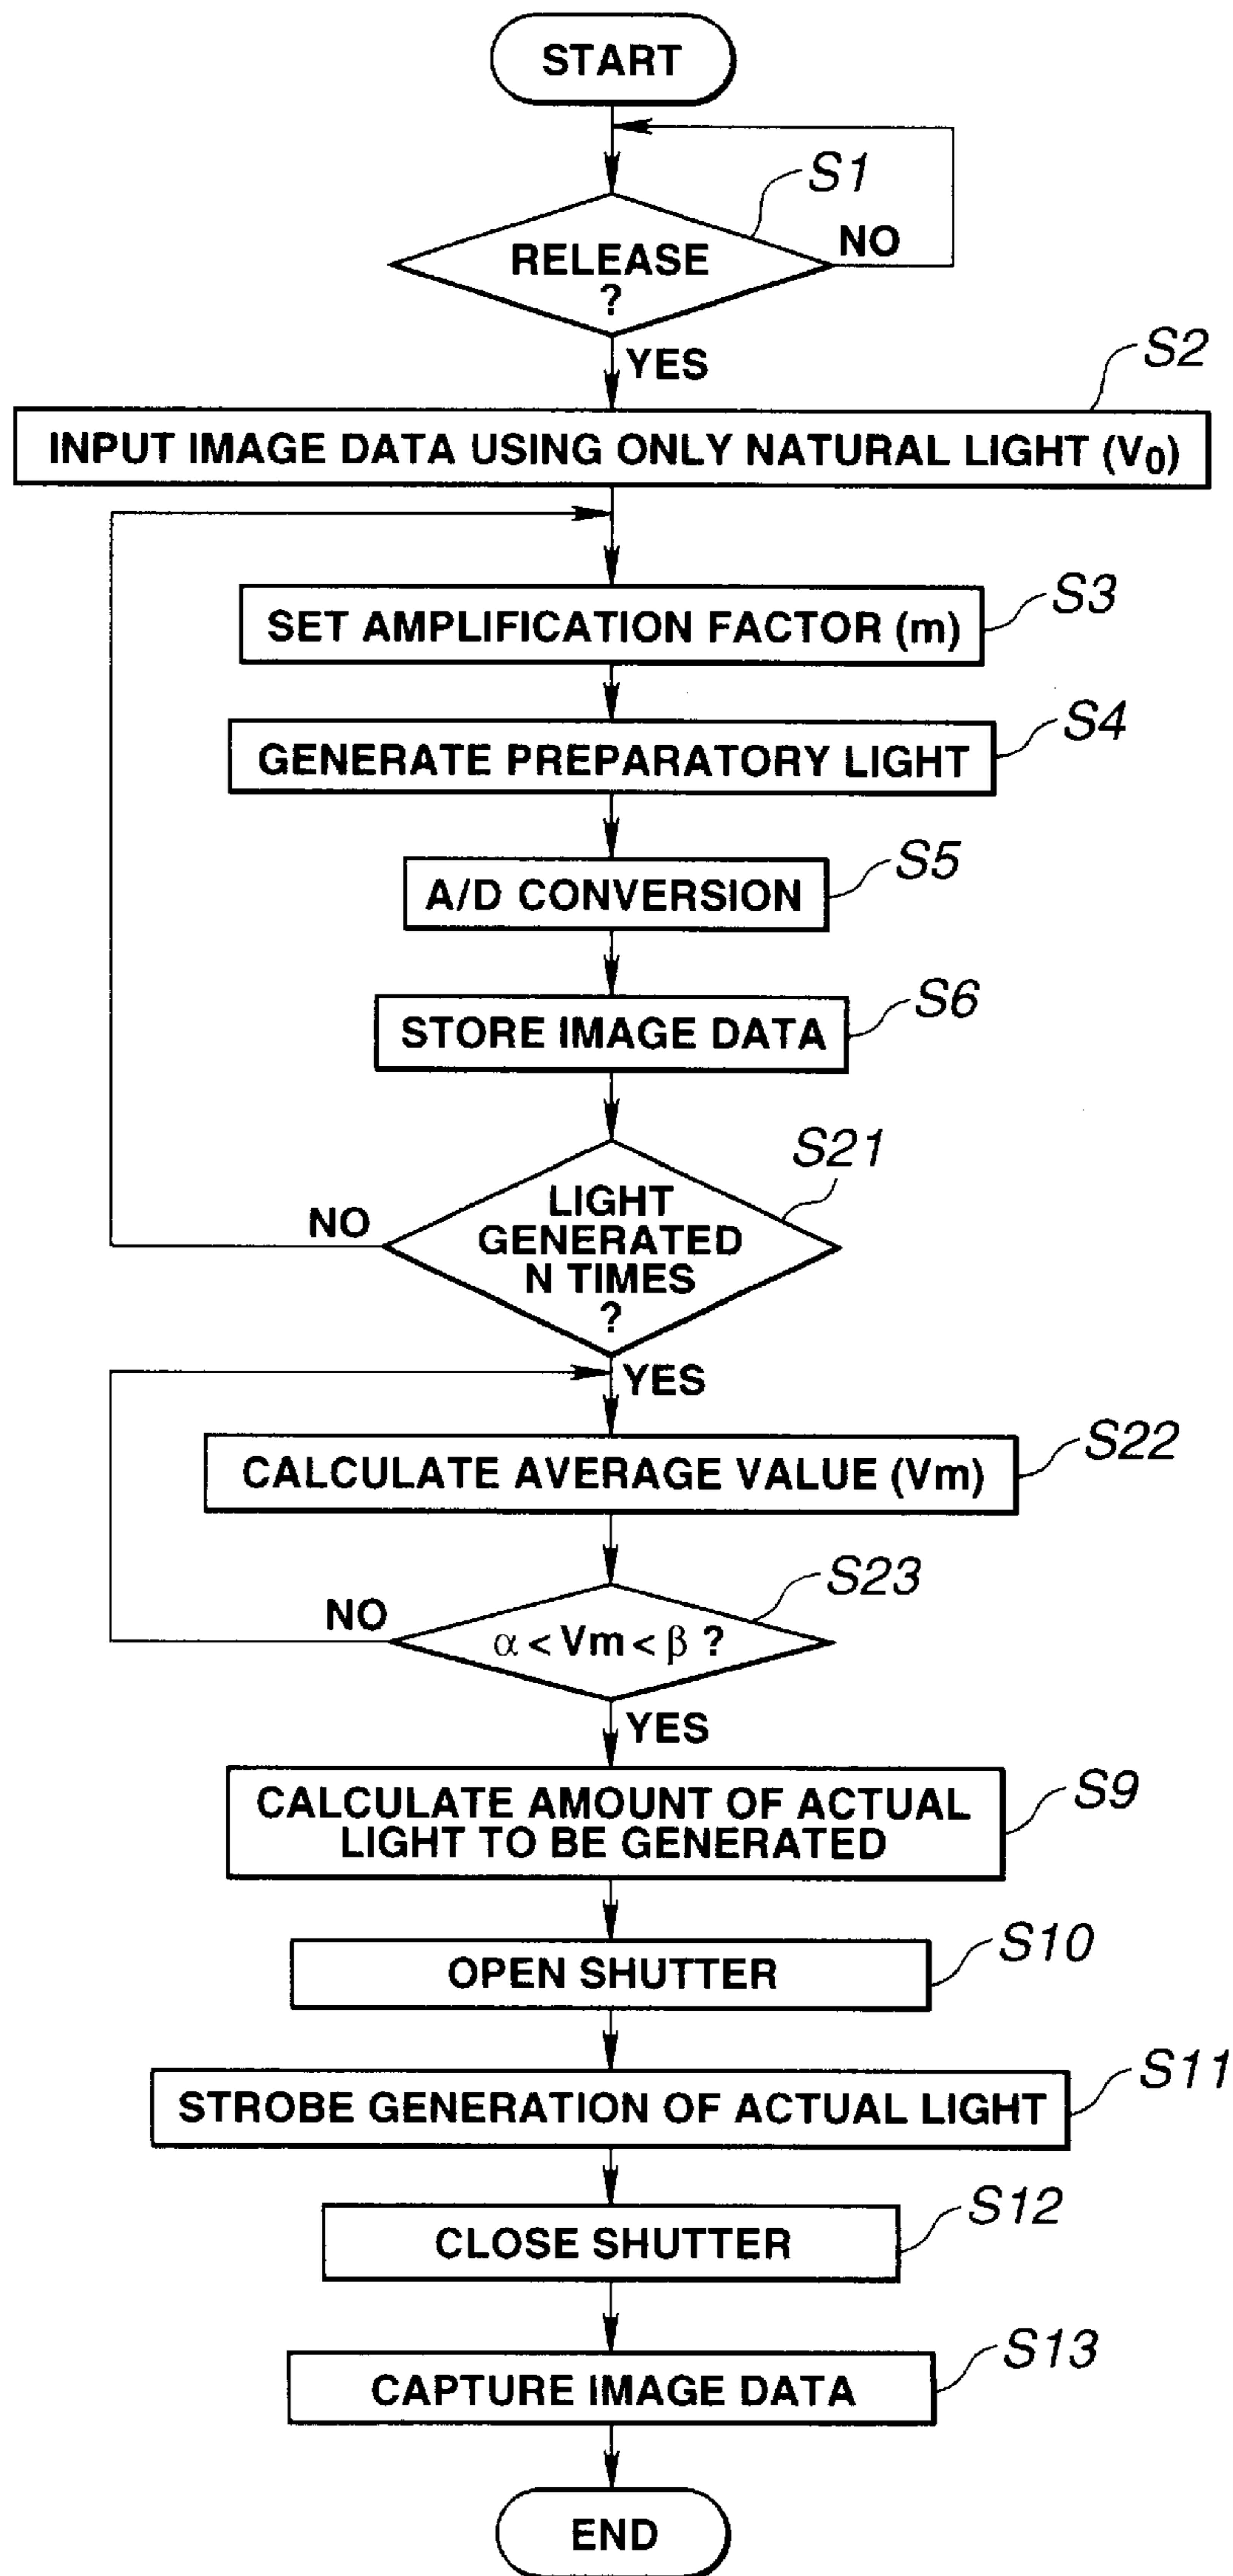 START
S1
RELEASE
?
NO
YES
S2
INPUT IMAGE DATA USING ONLY NATURAL LIGHT (V0)
S3
SET AMPLIFICATION FACTOR (m)
S4
GENERATE PREPARATORY LIGHT
S5
A/D CONVERSION
S6
STORE IMAGE DATA
S21
LIGHT
GENERATED
N TIMES
?
NO
YES
S22
CALCULATE AVERAGE VALUE (Vm)
S23
NO
α < Vm < β ?
YES
S9
CALCULATE AMOUNT OF ACTUAL
LIGHT TO BE GENERATED
S10
OPEN SHUTTER
S11
STROBE GENERATION OF ACTUAL LIGHT
S12
CLOSE SHUTTER
S13
CAPTURE IMAGE DATA
END